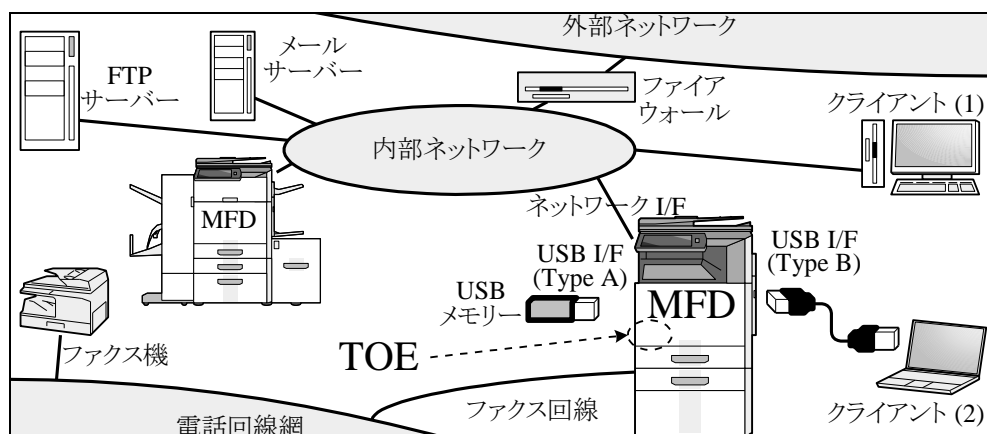 外部ネットワーク
FTP
サーバー
メール
サーバー
ファイア
ウォール
クライアント (1)
内部ネットワーク
MFD
ネットワーク I/F
USB I/F
(Type A)
USB I/F
(Type B)
USB
メモリー
MFD
TOE
ファクス機
ファクス回線
クライアント (2)
電話回線網